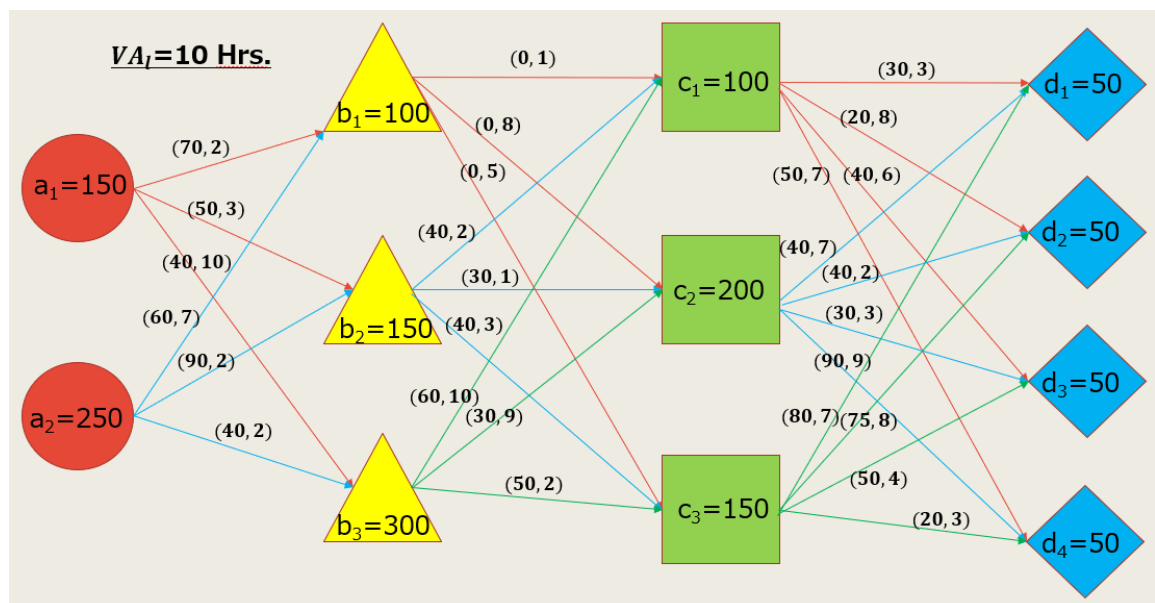 VAₗ=10 Hrs.
(0, 1)
(30, 3)
c₁=100
d₁=50
b₁=100
(0, 8)
(20, 8)
(70, 2)
(0, 5)
(50, 7)
(40, 6)
a₁=150
(50, 3)
(40, 2)
(40, 7)
d₂=50
(40, 10)
(30, 1)
(40, 2)
c₂=200
(60, 7)
b₂=150
(40, 3)
(30, 3)
(90, 2)
(90, 9)
d₃=50
a₂=250
(60, 10)
(30, 9)
(80, 7)
(75, 8)
(40, 2)
(50, 2)
(50, 4)
c₃=150
b₃=300
(20, 3)
d₄=50